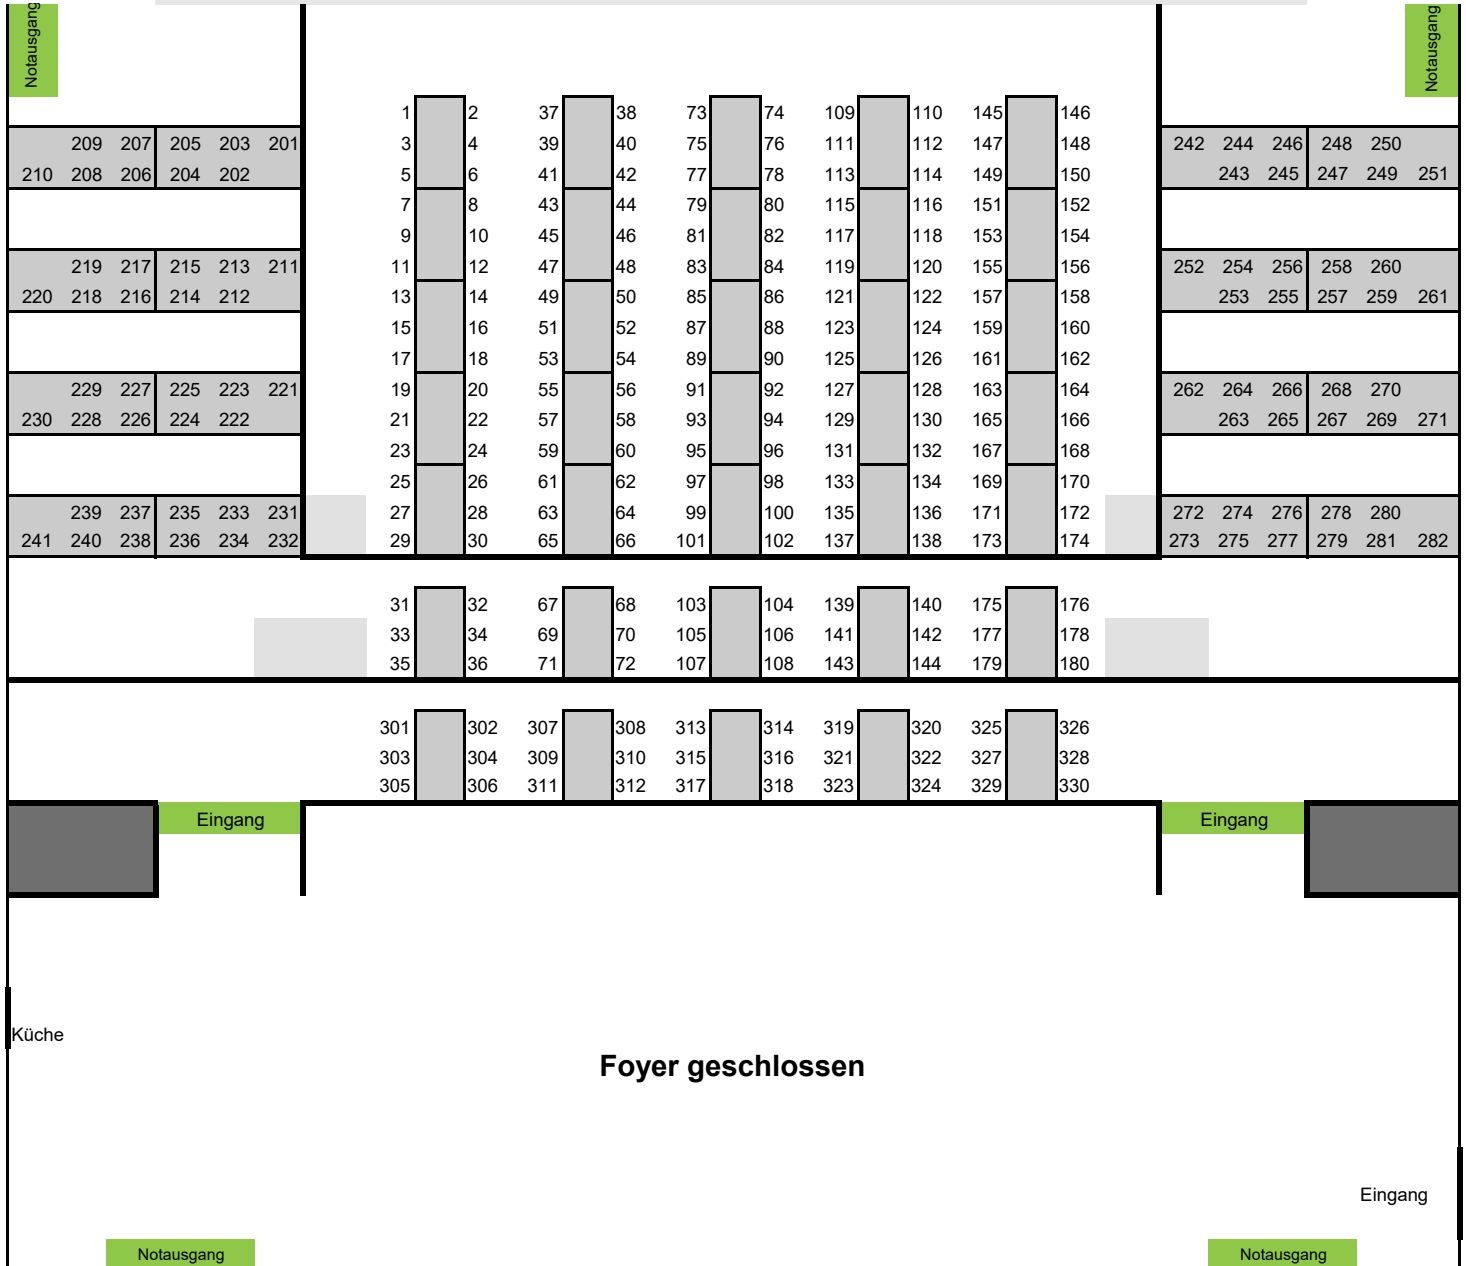 Notausgang Notausgang
1 2 37 38 73 74 109 110 145 146
209 207 205 203 201 3 4 39 40 75 76 111 112 147 148 242 244 246 248 250
210 208 206 204 202 5 6 41 42 77 78 113 114 149 150 243 245 247 249 251
7 8 43 44 79 80 115 116 151 152
9 10 45 46 81 82 117 118 153 154
219 217 215 213 211 11 12 47 48 83 84 119 120 155 156 252 254 256 258 260
220 218 216 214 212 13 14 49 50 85 86 121 122 157 158 253 255 257 259 261
15 16 51 52 87 88 123 124 159 160
17 18 53 54 89 90 125 126 161 162
229 227 225 223 221 19 20 55 56 91 92 127 128 163 164 262 264 266 268 270
230 228 226 224 222 21 22 57 58 93 94 129 130 165 166 263 265 267 269 271
23 24 59 60 95 96 131 132 167 168
25 26 61 62 97 98 133 134 169 170
239 237 235 233 231 27 28 63 64 99 100 135 136 171 172 272 274 276 278 280
241 240 238 236 234 232 29 30 65 66 101 102 137 138 173 174 273 275 277 279 281 282
31 32 67 68 103 104 139 140 175 176
33 34 69 70 105 106 141 142 177 178
35 36 71 72 107 108 143 144 179 180
301 302 307 308 313 314 319 320 325 326
303 304 309 310 315 316 321 322 327 328
305 306 311 312 317 318 323 324 329 330
Eingang Eingang
Küche
Foyer geschlossen
Eingang
Notausgang Notausgang